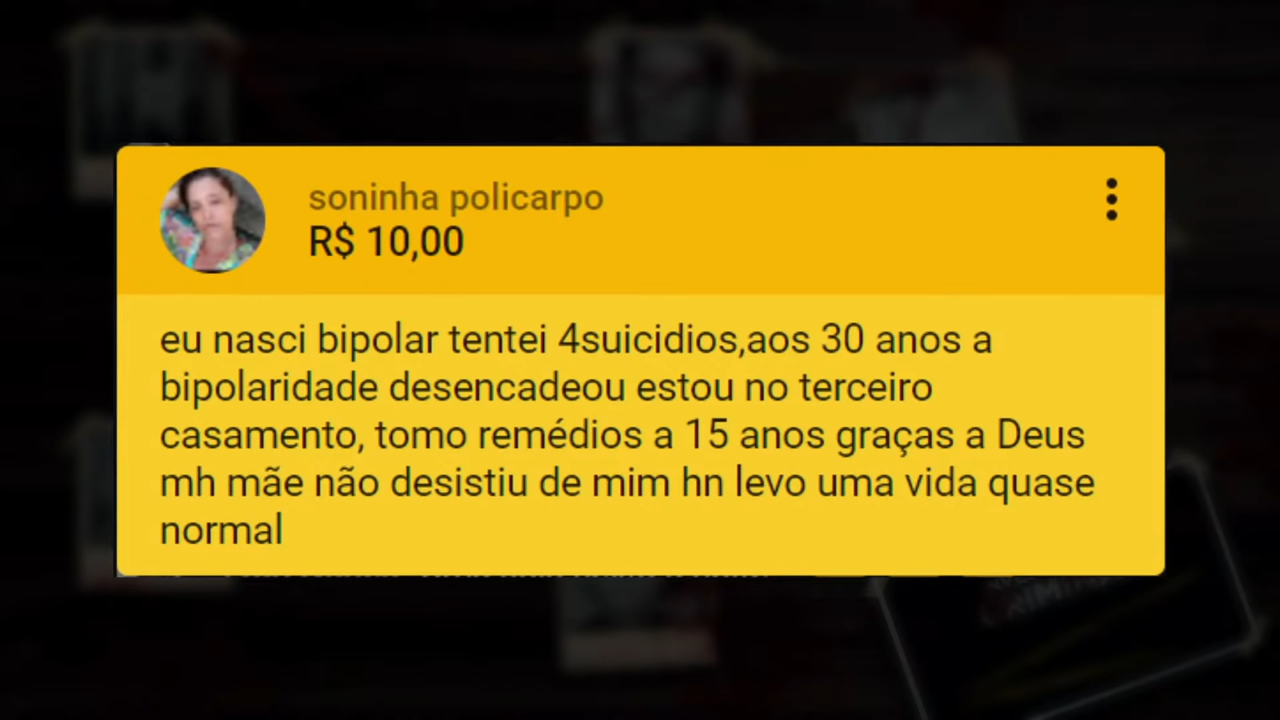 soninha policarpo
R$ 10,00
eu nasci bipolar tentei 4suicidios,aos 30 anos a
bipolaridade desencadeou estou no terceiro
casamento, tomo remédios a 15 anos graças a Deus
mh mãe não desistiu de mim hn levo uma vida quase
normal